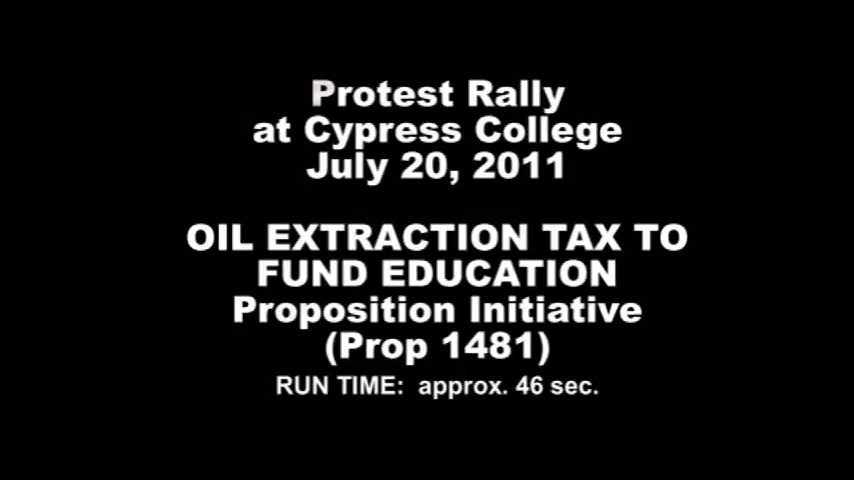 Protest Rally
at Cypress College
July 20, 2011
OIL EXTRACTION TAX TO
FUND EDUCATION
Proposition Initiative
(Prop 1481)
RUN TIME: approx. 46 sec.